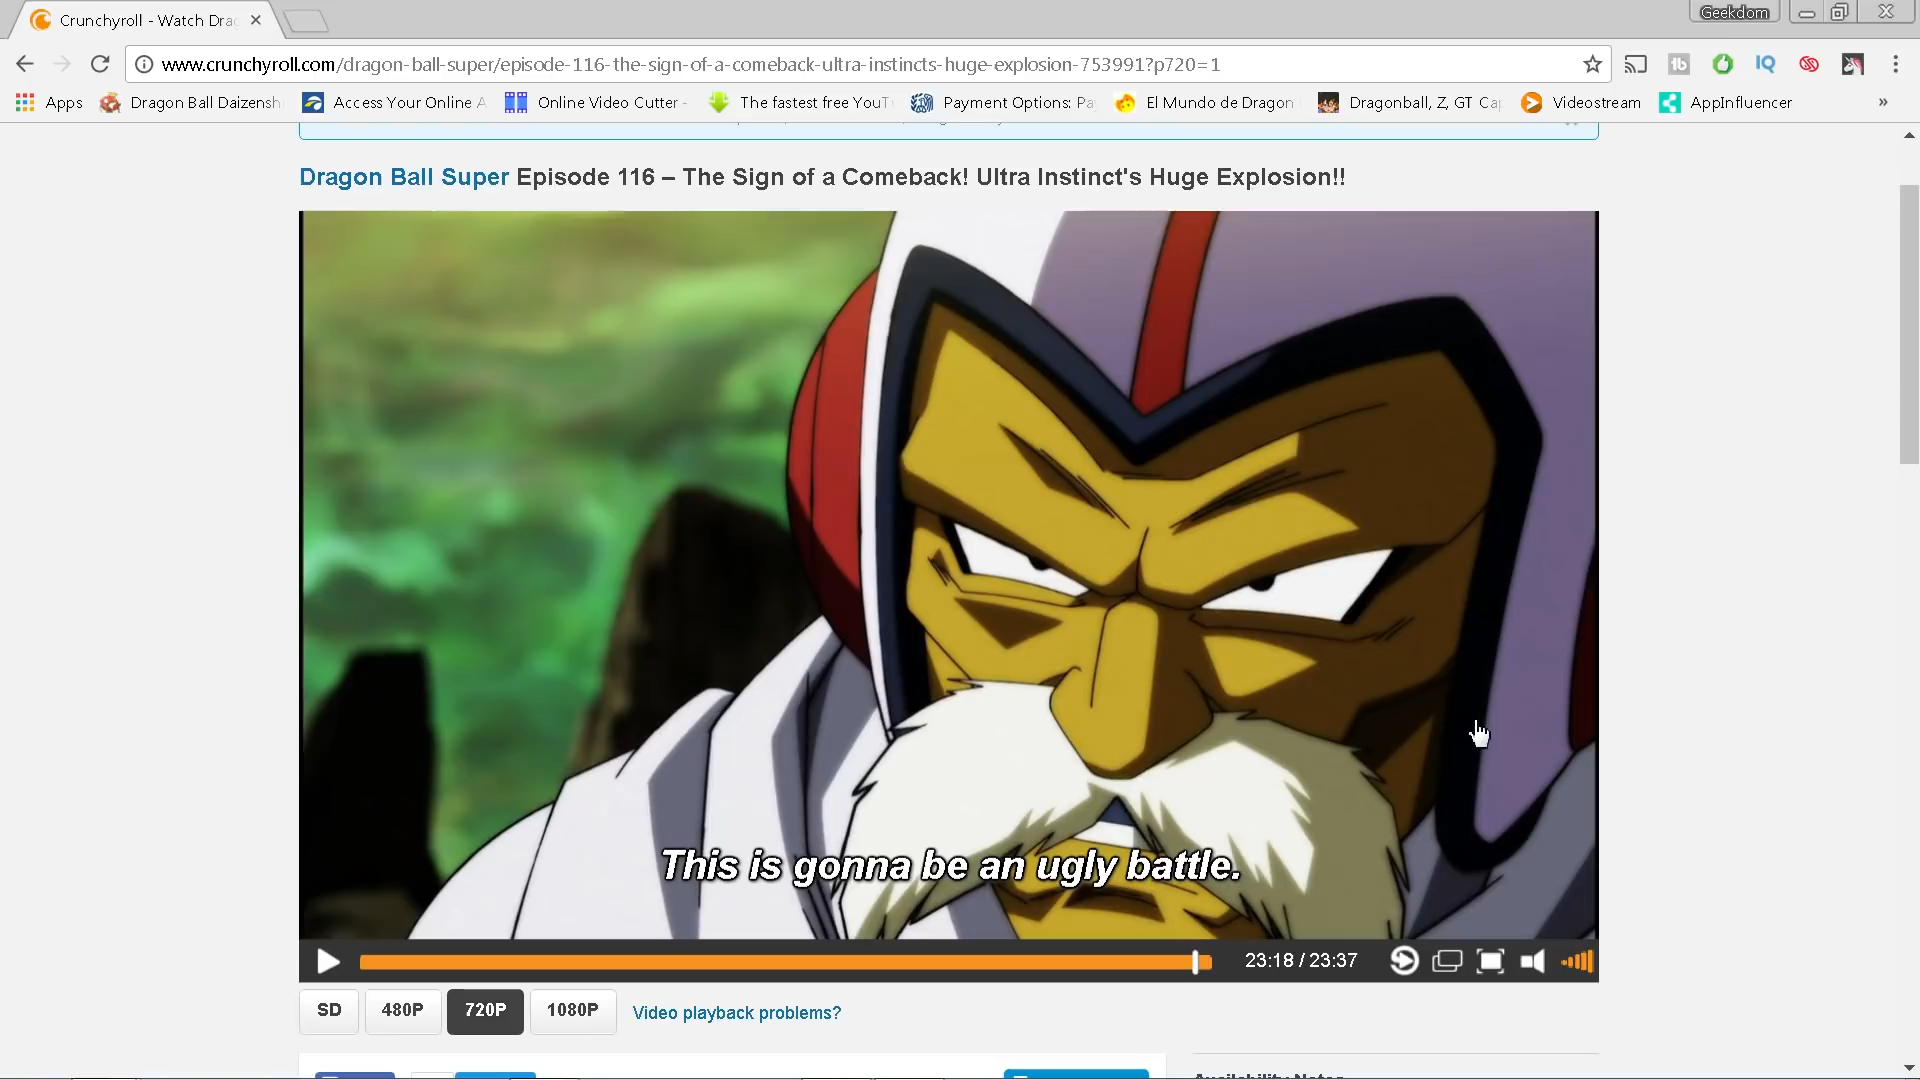 Crunchyroll - Watch Dra
Geekdom
www.crunchyroll.com/dragon-ball-super/episode-116-the-sign-of-a-comeback-ultra-instincts-huge-explosion-753991?p720=1
Apps Dragon Ball Daizensh Access Your Online A Online Video Cutter - The fastest free YouT Payment Options: Pa El Mundo de Dragon Dragonball, Z, GT Ca Videostream AppInfluencer »
Dragon Ball Super Episode 116 – The Sign of a Comeback! Ultra Instinct's Huge Explosion!!
This is gonna be an ugly battle.
23:18 / 23:37
SD 480P 720P 1080P Video playback problems?